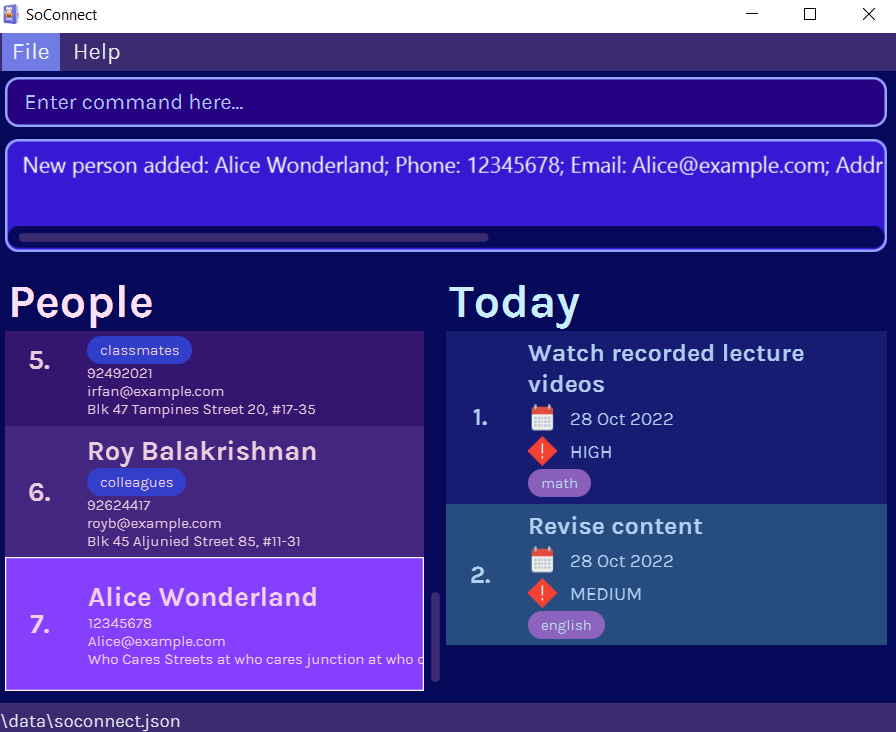 SoConnect
File Help
Enter command here...
New person added: Alice Wonderland; Phone: 12345678; Email: Alice@example.com; Addr
People
5.
classmates
92492021
irfan@example.com
Blk 47 Tampines Street 20, #17-35
6.
Roy Balakrishnan
colleagues
92624417
royb@example.com
Blk 45 Aljunied Street 85, #11-31
7.
Alice Wonderland
12345678
Alice@example.com
Who Cares Streets at who cares junction at who c
Today
1.
Watch recorded lecture
videos
28 Oct 2022
HIGH
math
2.
Revise content
28 Oct 2022
MEDIUM
english
\data\soconnect.json